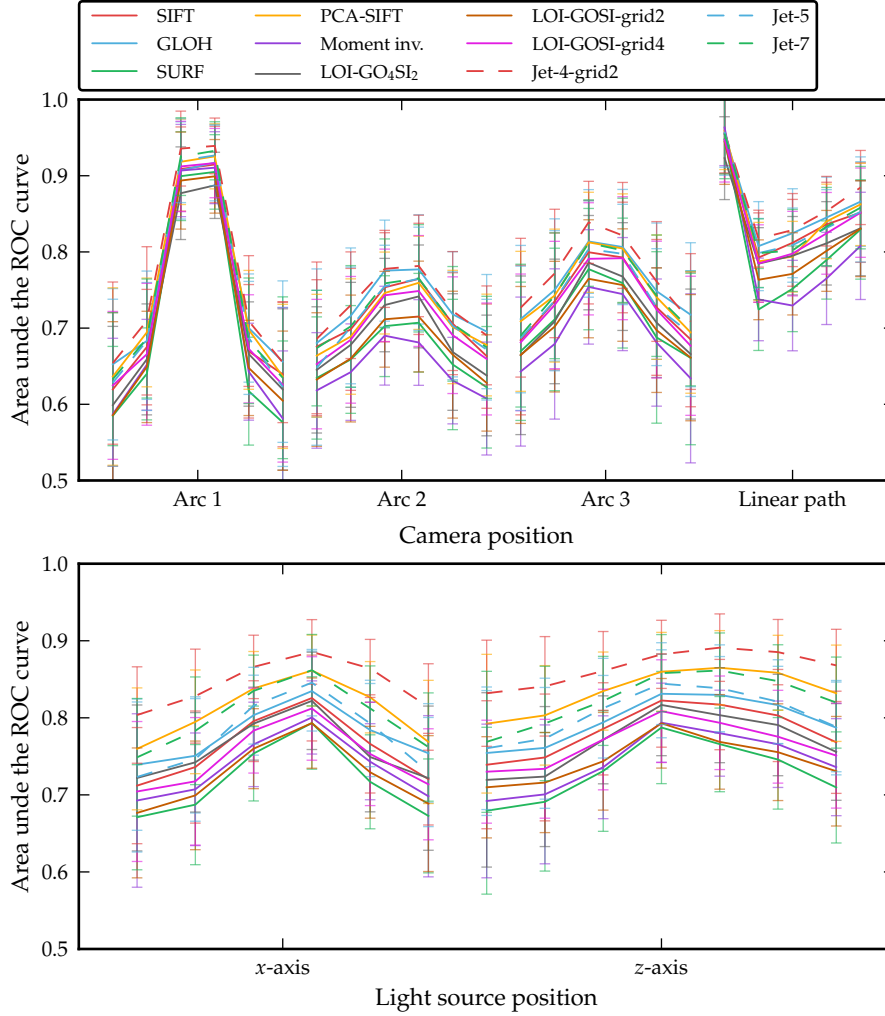 SIFT PCA-SIFT LOI-GOSI-grid2 Jet-5
GLOH Moment inv. LOI-GOSI-grid4 Jet-7
SURF LOI-GO₄SI₂ Jet-4-grid2
1.0
0.9
0.8
0.7
0.6
0.5
Area unde the ROC curve
Arc 1 Arc 2 Arc 3 Linear path
Camera position
1.0
0.9
0.8
0.7
0.6
0.5
Area unde the ROC curve
x-axis z-axis
Light source position